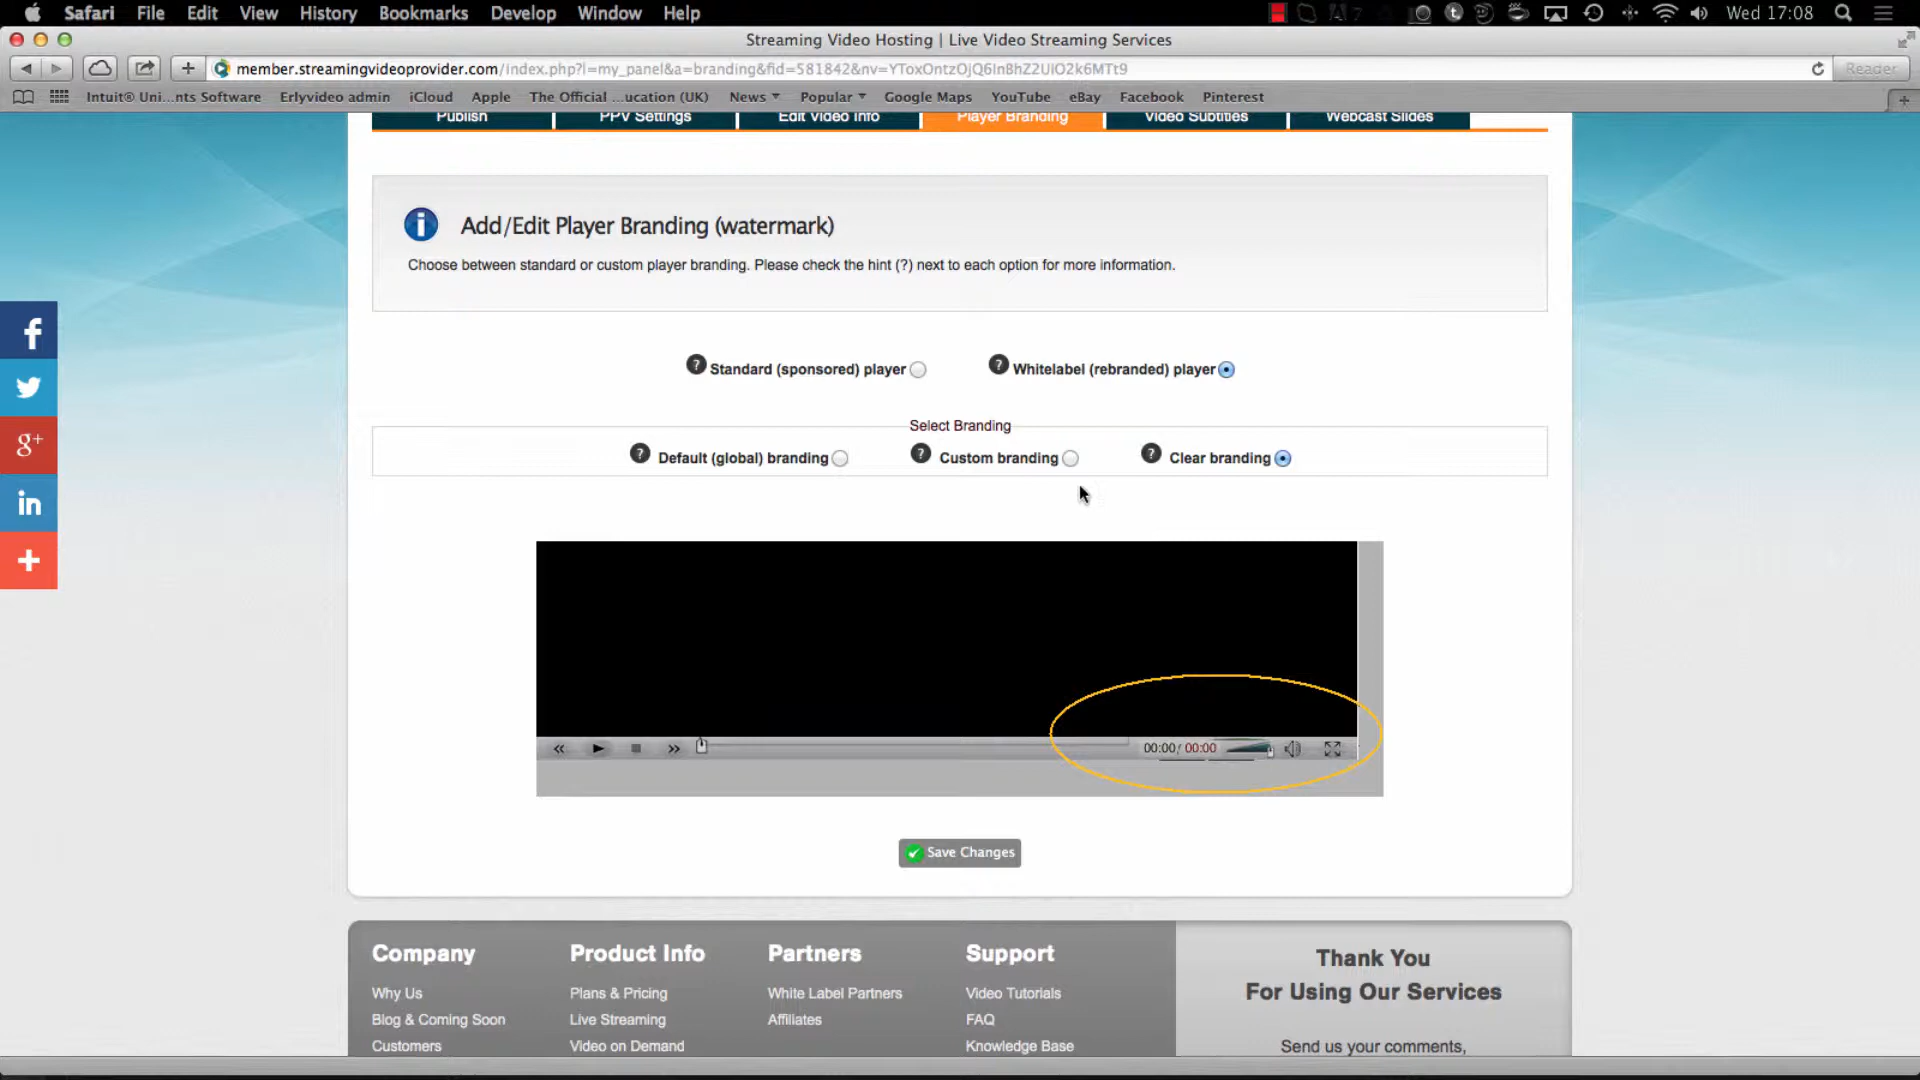 Safari File Edit View History Bookmarks Develop Window Help Wed 17:08
Streaming Video Hosting | Live Video Streaming Services
member.streamingvideoprovider.com/index.php?l=my_panel&a=branding&fid=581842&nv=YToxOntzOjQ6InBhZ2UiO2k6MTt9 Reader
Intuit® Uni...nts Software Erlyvideo admin iCloud Apple The Official ...ucation (UK) News Popular Google Maps YouTube eBay Facebook Pinterest
Publish PPV Settings Edit Video Info Player Branding Video Subtitles Webcast Slides
Add/Edit Player Branding (watermark)
Choose between standard or custom player branding. Please check the hint (?) next to each option for more information.
? Standard (sponsored) player ? Whitelabel (rebranded) player
Select Branding
? Default (global) branding ? Custom branding ? Clear branding
00:00/ 00:00
Save Changes
Company Product Info Partners Support
Why Us Plans & Pricing White Label Partners Video Tutorials
Blog & Coming Soon Live Streaming Affiliates FAQ
Customers Video on Demand Knowledge Base
Thank You
For Using Our Services
Send us your comments,